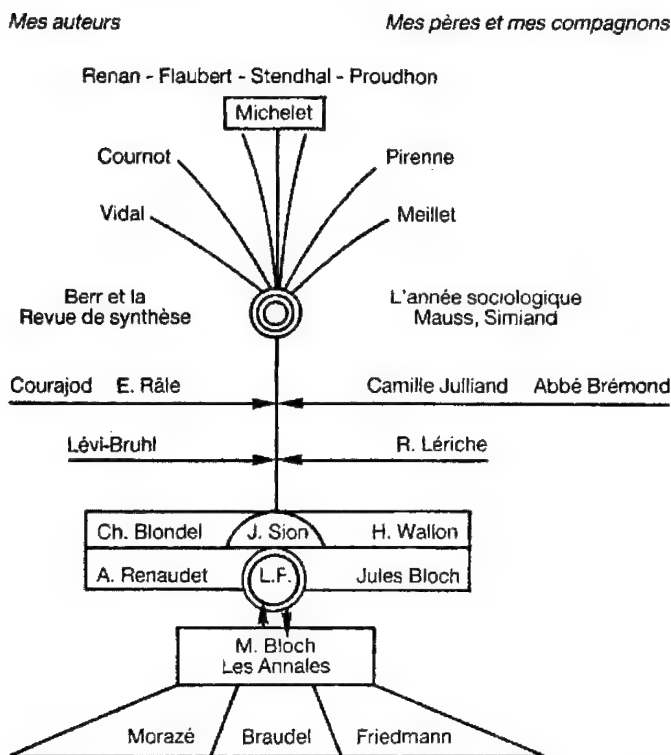 Mes auteurs Mes pères et mes compagnons
Renan - Flaubert - Stendhal - Proudhon
Michelet
Cournot Pirenne
Vidal Meillet
Berr et la
Revue de synthèse
L'année sociologique
Mauss, Simiand
Courajod E. Râle Camille Julliand Abbé Brémond
Lévi-Bruhl R. Lériche
Ch. Blondel J. Sion H. Wallon
A. Renaudet L.F. Jules Bloch
M. Bloch
Les Annales
Morazé Braudel Friedmann